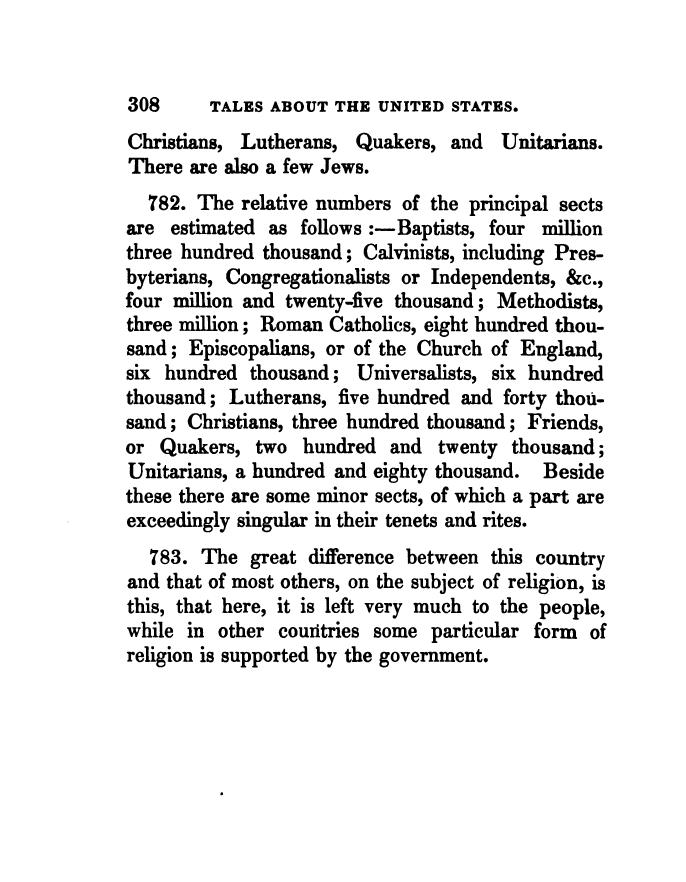 308 TALES ABOUT THE UNITED STATES.
Christians, Lutherans, Quakers, and Unitarians.
There are also a few Jews.
782. The relative numbers of the principal sects
are estimated as follows :—Baptists, four million
three hundred thousand; Calvinists, including Pres-
byterians, Congregationalists or Independents, &c.,
four million and twenty-five thousand; Methodists,
three million; Roman Catholics, eight hundred thou-
sand; Episcopalians, or of the Church of England,
six hundred thousand; Universalists, six hundred
thousand; Lutherans, five hundred and forty thou-
sand; Christians, three hundred thousand; Friends,
or Quakers, two hundred and twenty thousand;
Unitarians, a hundred and eighty thousand. Beside
these there are some minor sects, of which a part are
exceedingly singular in their tenets and rites.
783. The great difference between this country
and that of most others, on the subject of religion, is
this, that here, it is left very much to the people,
while in other countries some particular form of
religion is supported by the government.